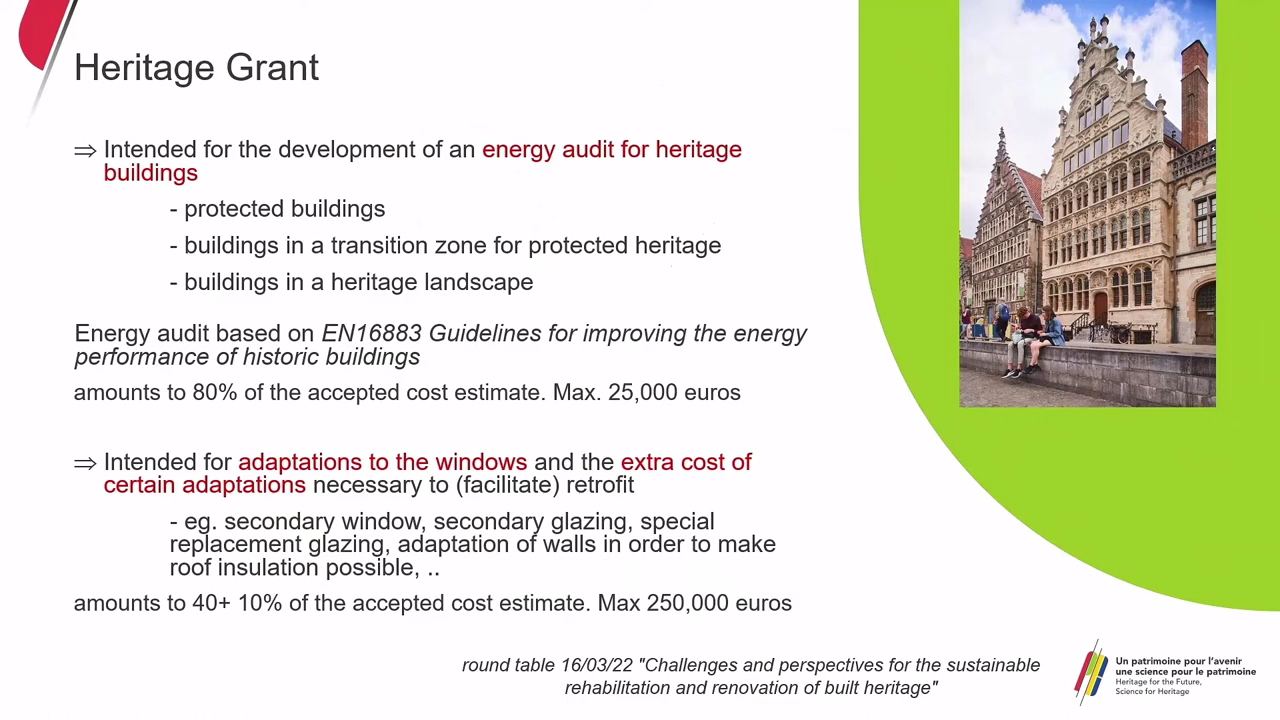 Heritage Grant
⇒ Intended for the development of an energy audit for heritage
buildings
- protected buildings
- buildings in a transition zone for protected heritage
- buildings in a heritage landscape
Energy audit based on EN16883 Guidelines for improving the energy
performance of historic buildings
amounts to 80% of the accepted cost estimate. Max. 25,000 euros
⇒ Intended for adaptations to the windows and the extra cost of
certain adaptations necessary to (facilitate) retrofit
- eg. secondary window, secondary glazing, special
replacement glazing, adaptation of walls in order to make
roof insulation possible, ..
amounts to 40+ 10% of the accepted cost estimate. Max 250,000 euros
round table 16/03/22 "Challenges and perspectives for the sustainable
rehabilitation and renovation of built heritage"
Un patrimoine pour l'avenir
une science pour le patrimoine
Heritage for the Future,
Science for Heritage